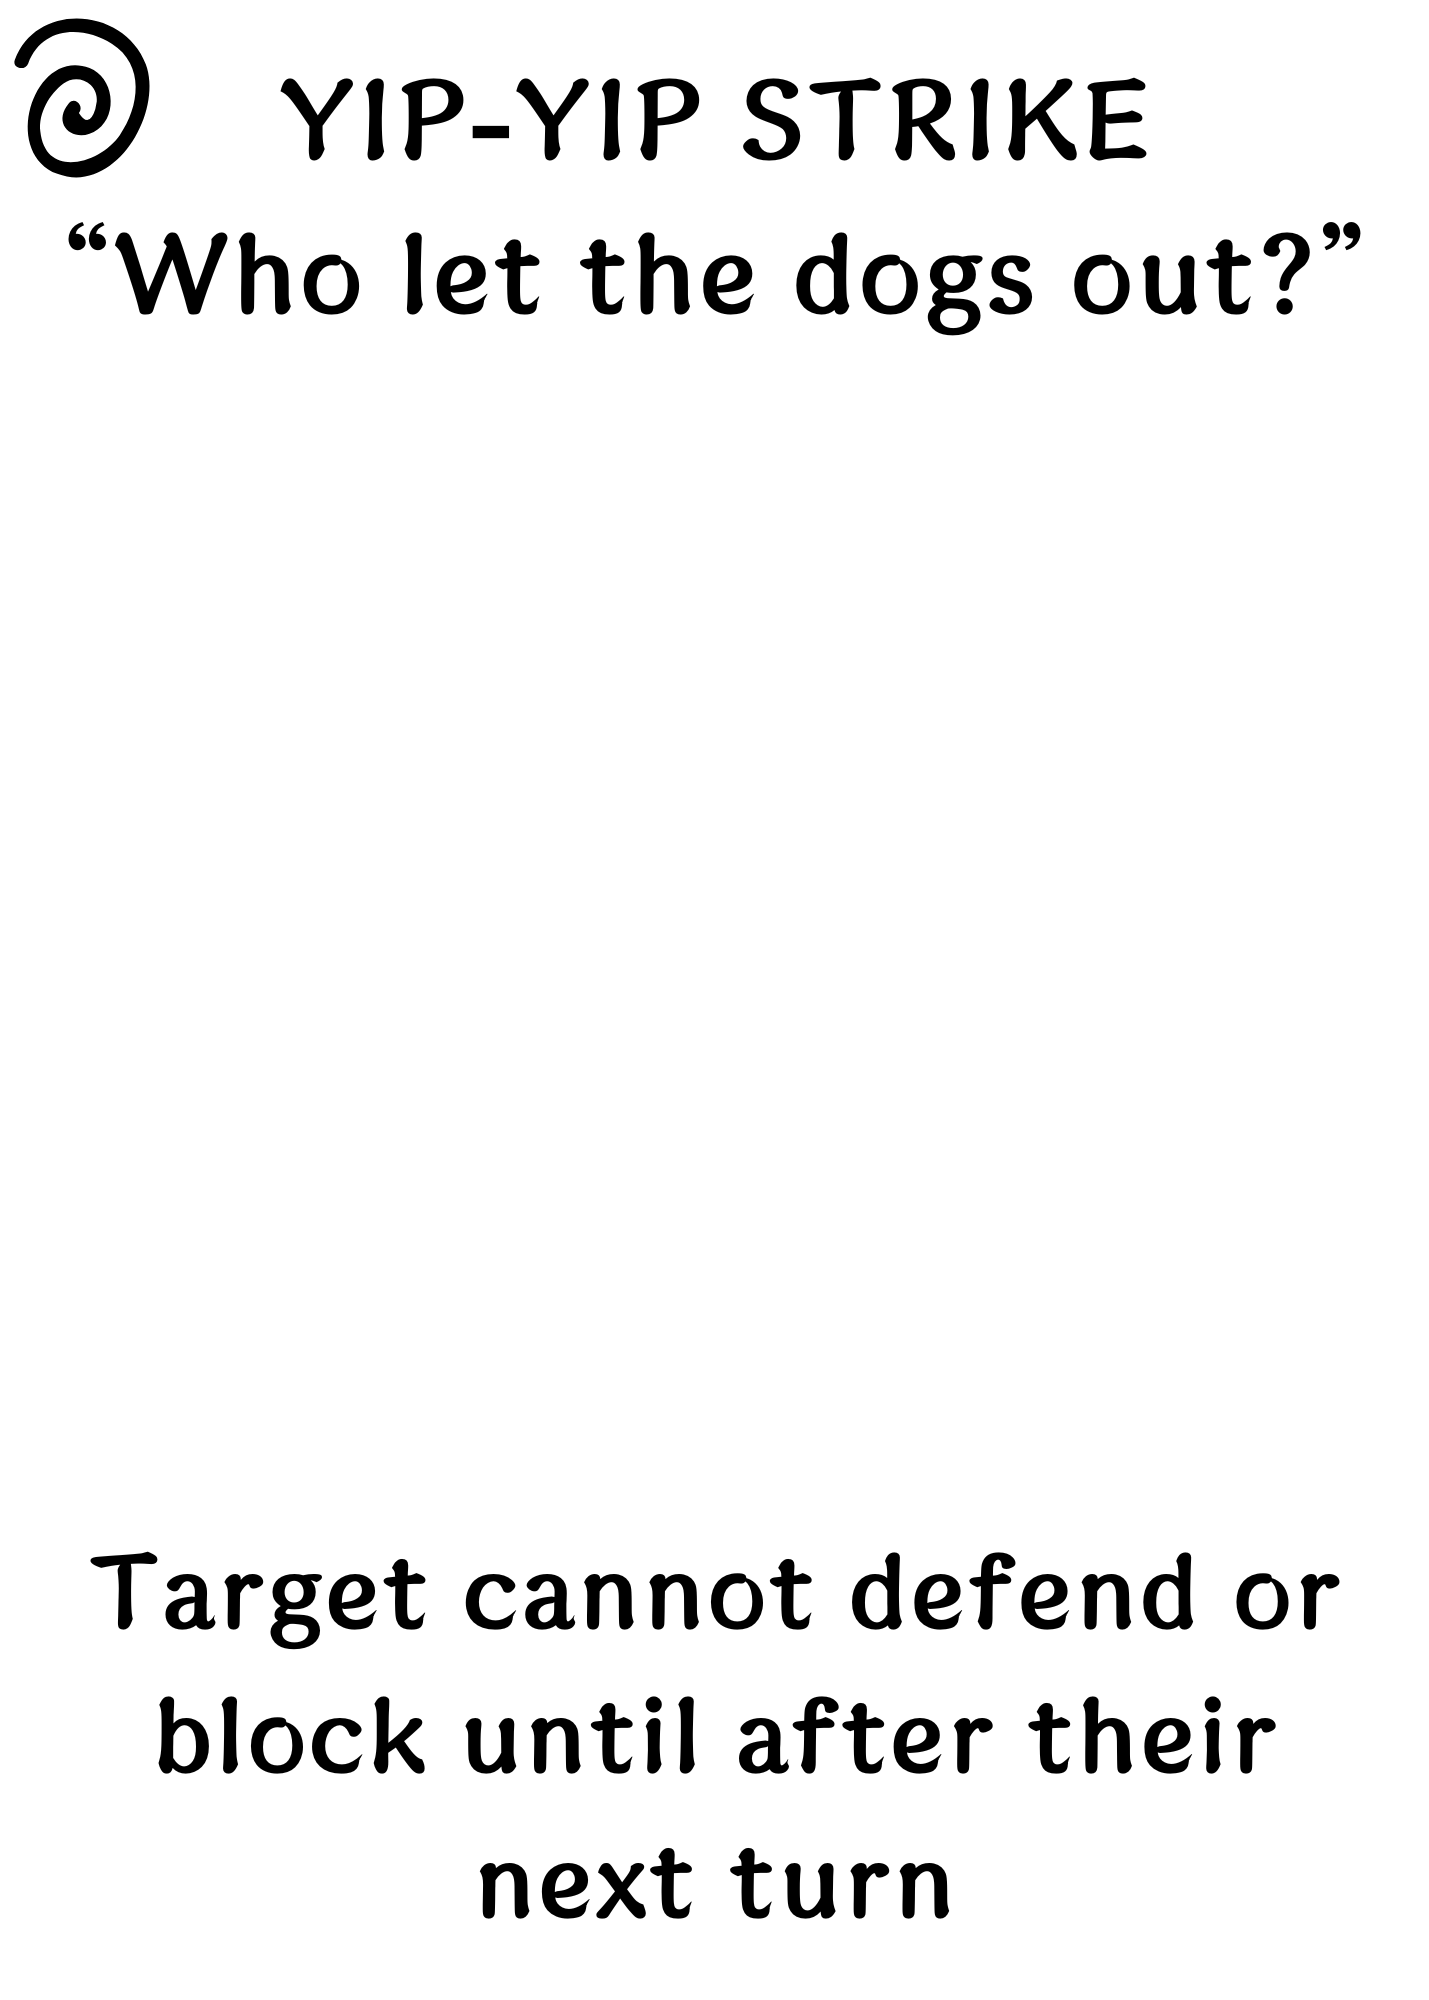 YIP-YIP STRIKE
“Who let the dogs out?”
Target cannot defend or
block until after their
next turn